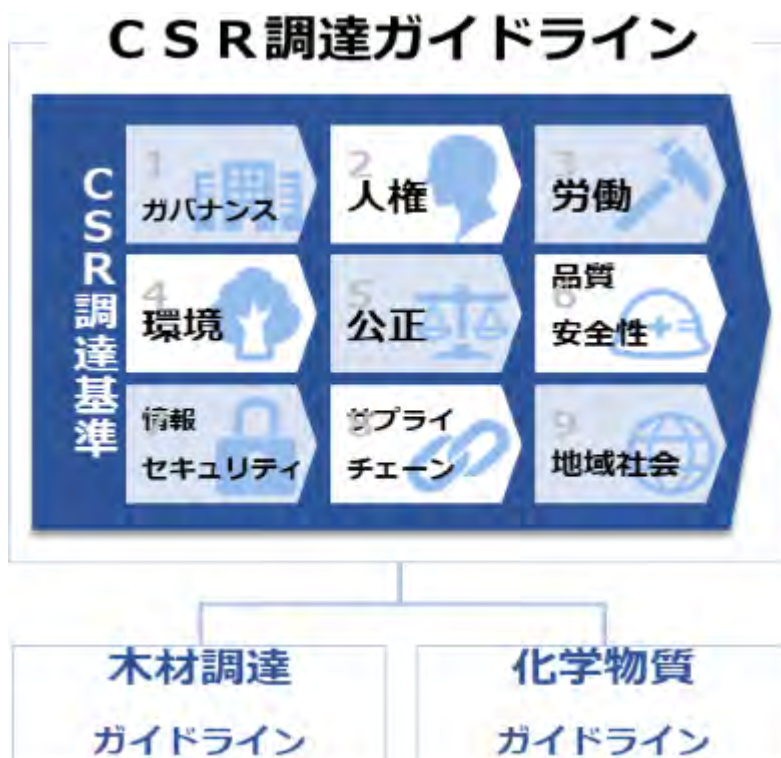 CSR調達ガイドライン
CSR調達基準
1
ガバナンス
2
人権
3
労働
4
環境
5
公正
6
品質
安全性
7
情報
セキュリティ
8
サプライ
チェーン
9
地域社会
木材調達
ガイドライン
化学物質
ガイドライン